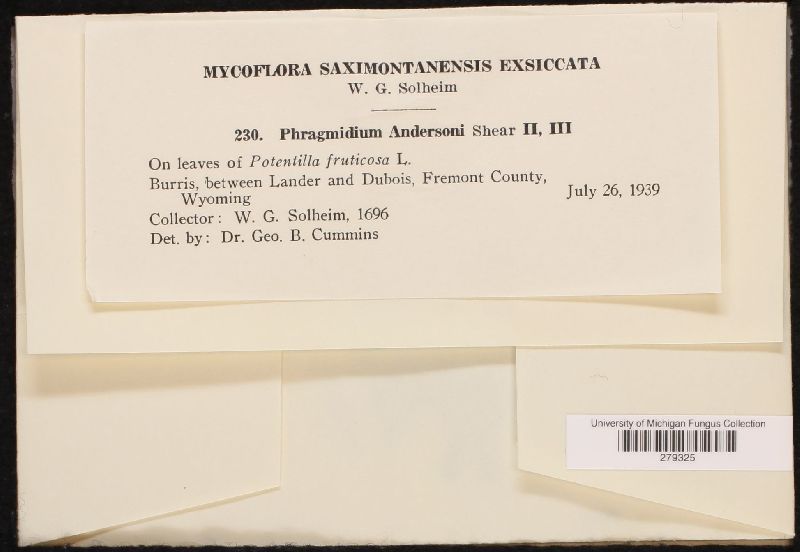 MYCOFLORA SAXIMONTANENSIS EXSICCATA
W. G. Solheim
230. Phragmidium Andersoni Shear II, III
On leaves of Potentilla fruticosa L.
Burris, between Lander and Dubois, Fremont County,
Wyoming
July 26, 1939
Collector: W. G. Solheim, 1696
Det. by: Dr. Geo. B. Cummins
University of Michigan Fungus Collection
279325